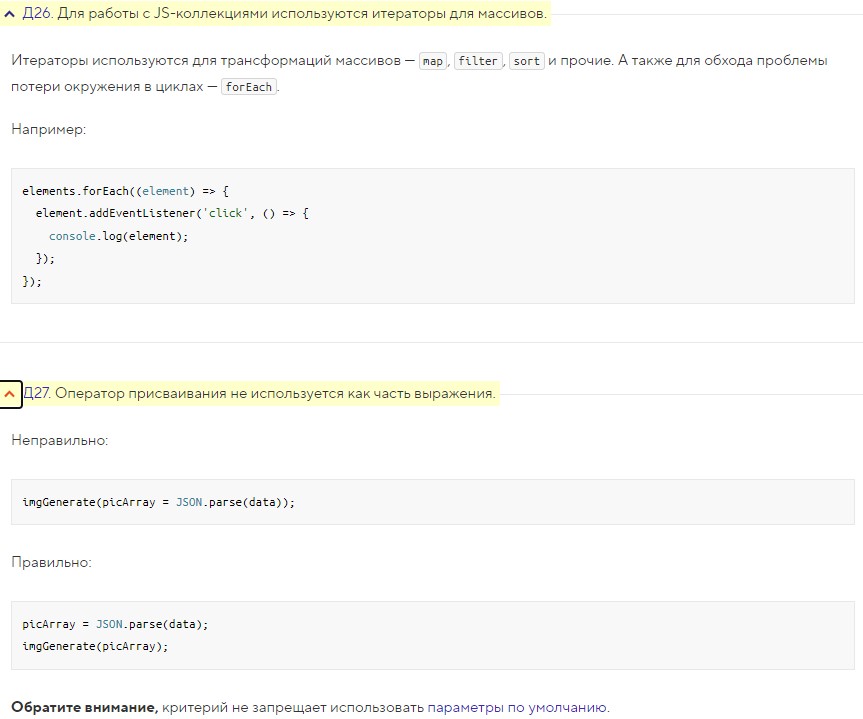 Д26. Для работы с JS-коллекциями используются итераторы для массивов.
Итераторы используются для трансформаций массивов — map, filter, sort и прочие. А также для обхода проблемы
потери окружения в циклах — forEach.
Например:
elements.forEach((element) => {
  element.addEventListener('click', () => {
    console.log(element);
  });
});
Д27. Оператор присваивания не используется как часть выражения.
Неправильно:
imgGenerate(picArray = JSON.parse(data));
Правильно:
picArray = JSON.parse(data);
imgGenerate(picArray);
Обратите внимание, критерий не запрещает использовать параметры по умолчанию.